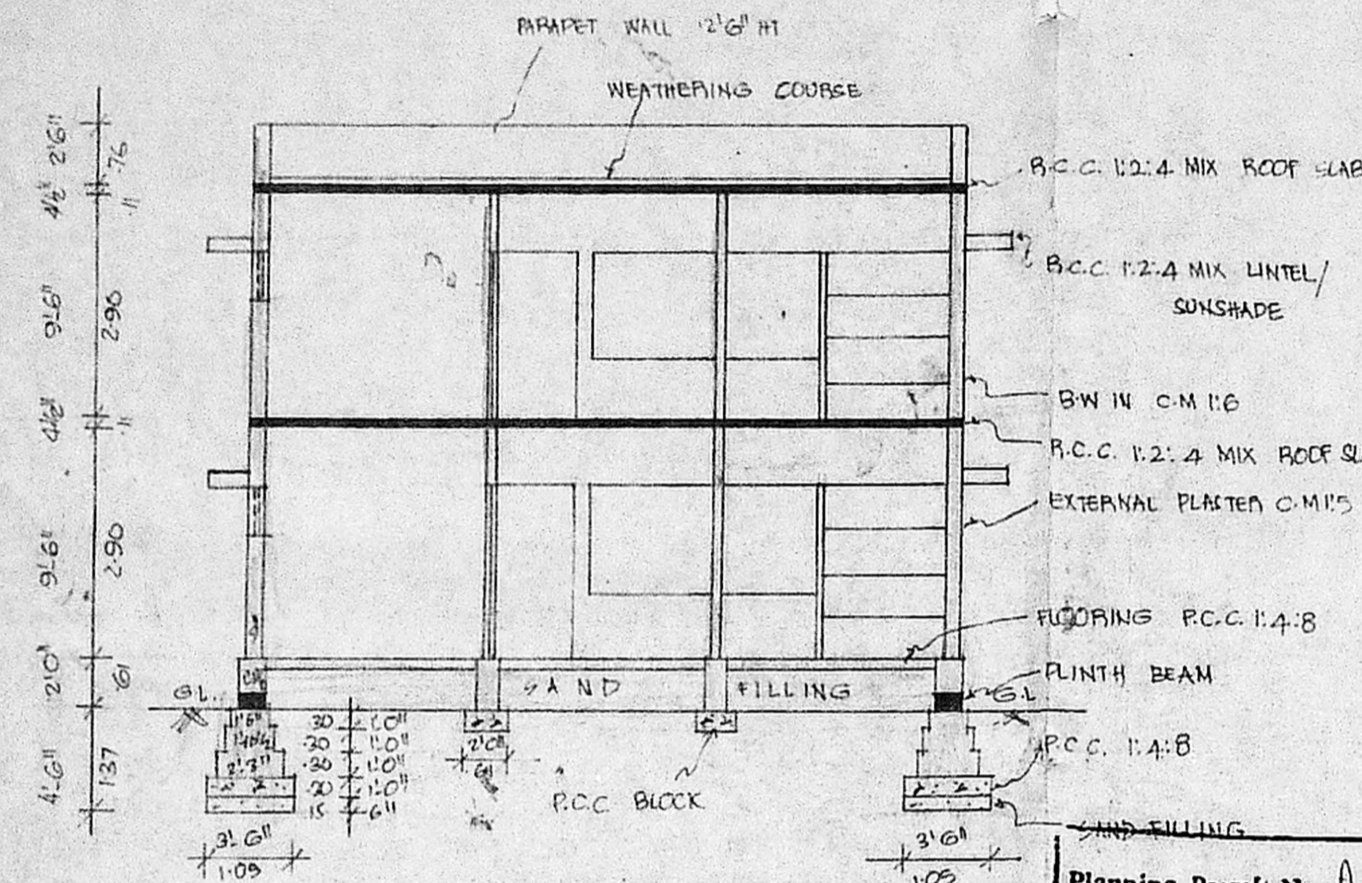 PARAPET WALL 2'6" HT
WEATHERING COURSE
R.C.C. 1:2:4 MIX ROOF SLAB
R.C.C. 1:2:4 MIX LINTEL/
SUNSHADE
B.W IN C.M 1:6
R.C.C. 1:2:4 MIX ROOF SL
EXTERNAL PLASTER C.M 1:5
FLOORING P.C.C. 1:4:8
PLINTH BEAM
G.L
P.C.C. 1:4:8
SAND FILLING
2'6" .76
4½" .11
9'6" 2.90
4½" .11
9'6" 2.90
2'0" .61
4'6" 1.37
G.L.
SAND FILLING
1'6" .30 1'0"
.30 1'0"
2'3" .30 1'0"
.30 1'0"
.15 6"
2'0"
P.C.C BLOCK
3'6"
1.09
3'6"
1.09
Planning Permit No. A